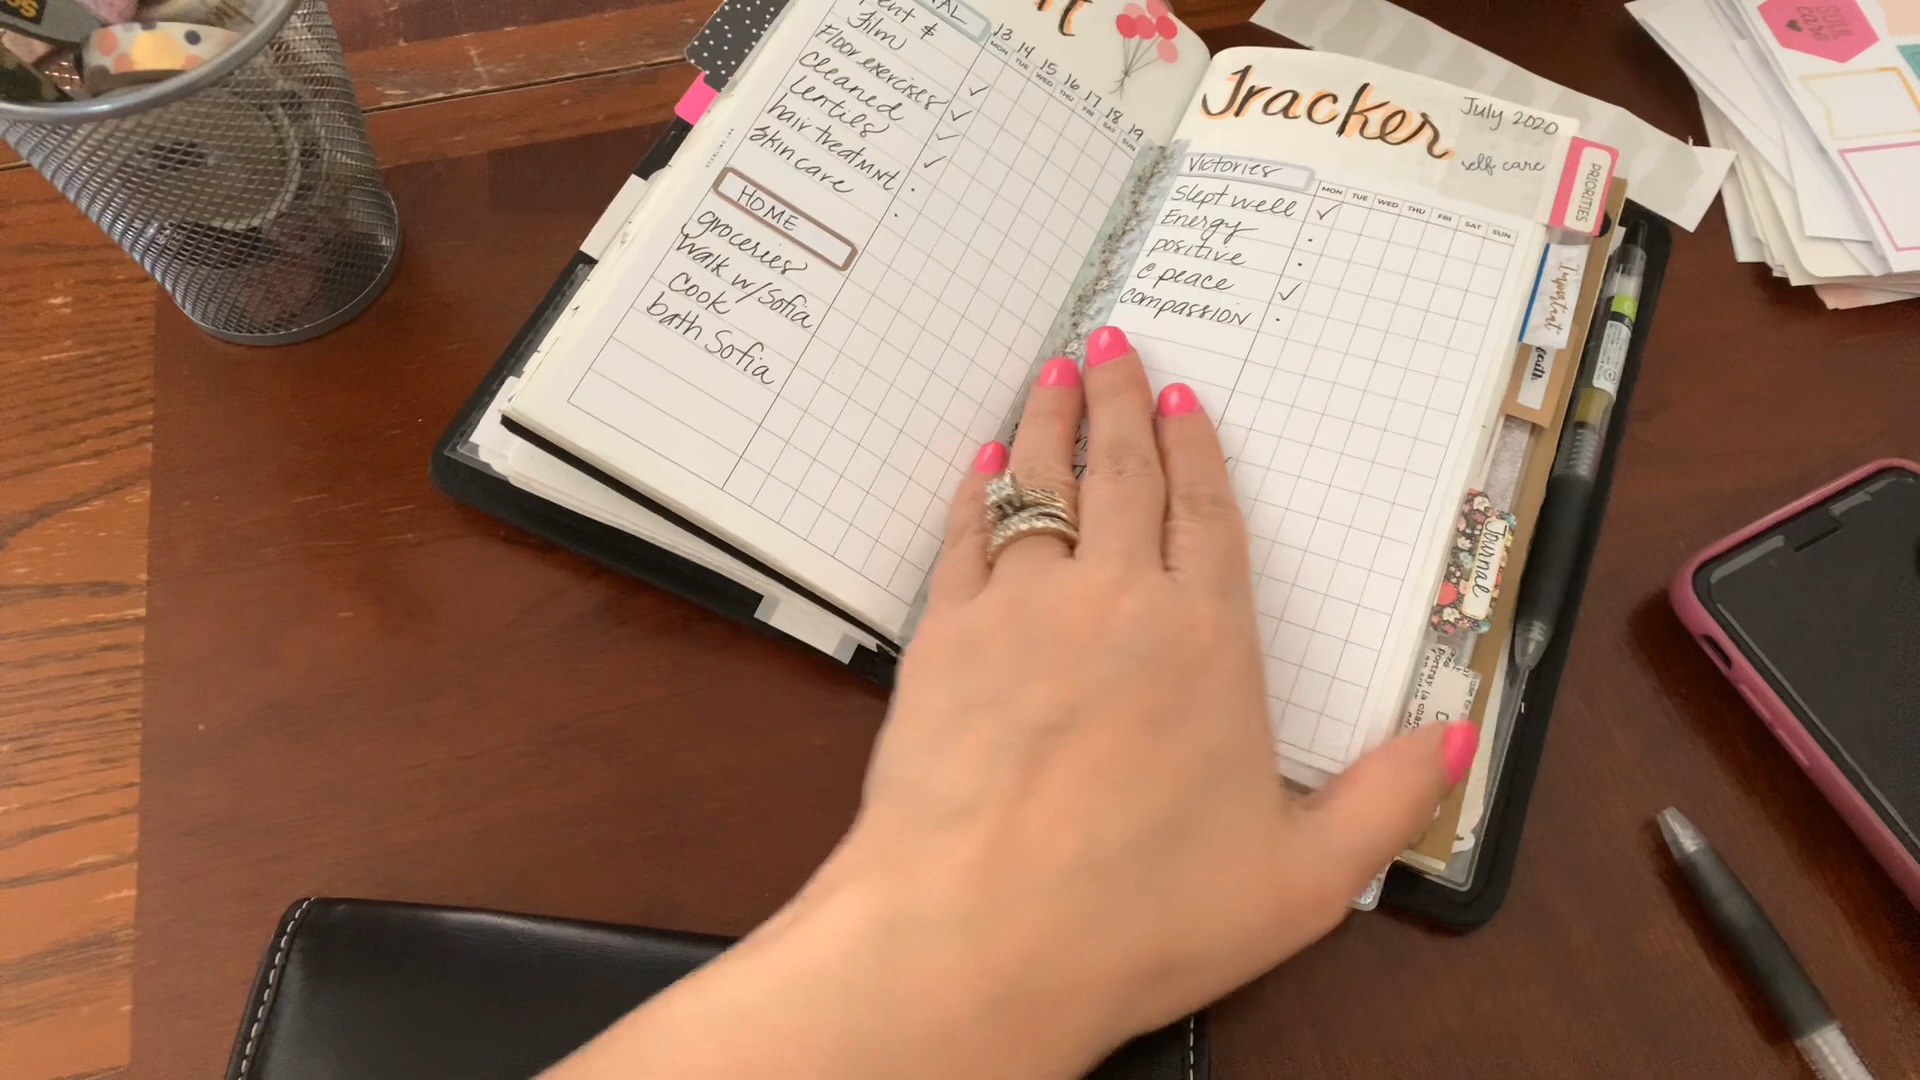 Film
Floor exercises
cleaned
Lentils
hair treatmnt
Skin care
HOME
groceries
Walk w/Sofia
Cook
bath Sofia
13 14 15 16 17 18 19
MON TUE WED THU FRI SAT SUN
Tracker
July 2020
self care
Victories
MON TUE WED THU FRI SAT SUN
Slept well
Energy
positive
@ peace
compassion
PRIORITIES
Important
Journal
SOUL
care